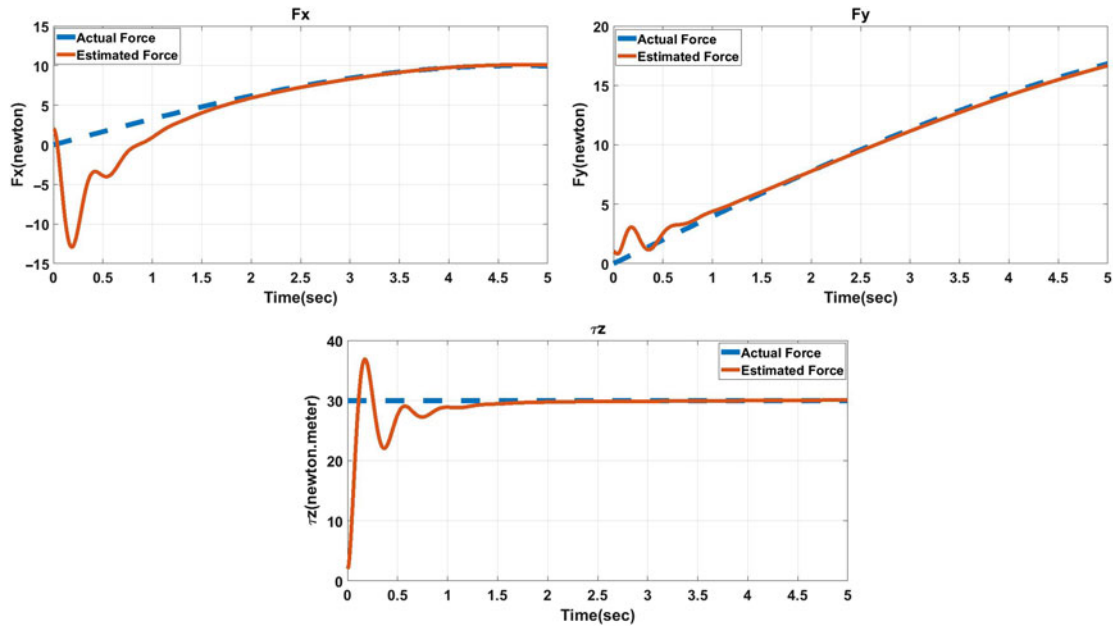 Fx
15
10
5
0
−5
−10
−15
Fx(newton)
Actual Force
Estimated Force
0 0.5 1 1.5 2 2.5 3 3.5 4 4.5 5
Time(sec)
Fy
20
15
10
5
0
Fy(newton)
Actual Force
Estimated Force
0 0.5 1 1.5 2 2.5 3 3.5 4 4.5 5
Time(sec)
τz
40
30
20
10
0
τz(newton.meter)
Actual Force
Estimated Force
0 0.5 1 1.5 2 2.5 3 3.5 4 4.5 5
Time(sec)